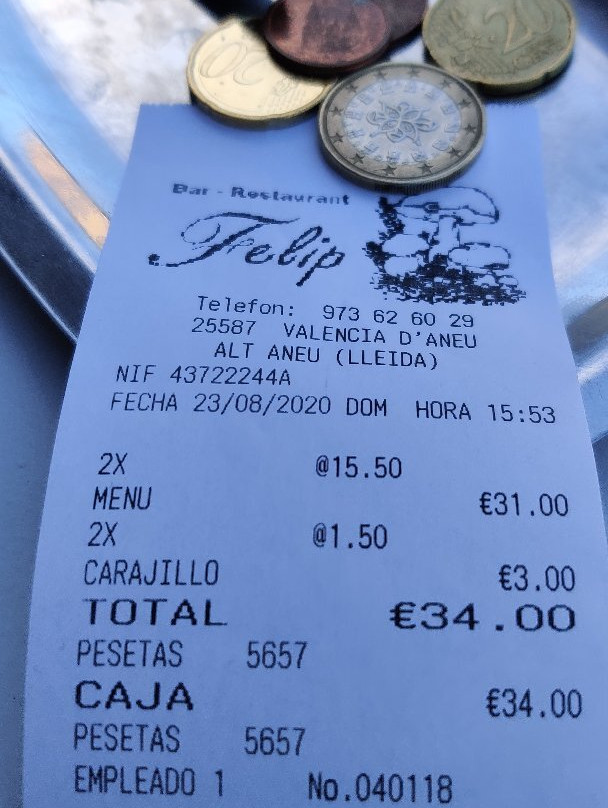 20
20
Bar - Restaurant
Felip
Telefon: 973 62 60 29
25587 VALENCIA D'ANEU
ALT ANEU (LLEIDA)
NIF 43722244A
FECHA 23/08/2020 DOM HORA 15:53
2X @15.50
MENU €31.00
2X @1.50
CARAJILLO €3.00
TOTAL €34.00
PESETAS 5657
CAJA €34.00
PESETAS 5657
EMPLEADO 1 No.040118